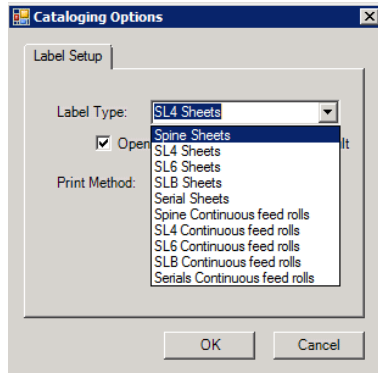 Cataloging Options
Label Setup
Label Type: SL4 Sheets
Open lt
Spine Sheets
SL4 Sheets
SL6 Sheets
SLB Sheets
Serial Sheets
Spine Continuous feed rolls
SL4 Continuous feed rolls
SL6 Continuous feed rolls
SLB Continuous feed rolls
Serials Continuous feed rolls
Print Method:
OK Cancel